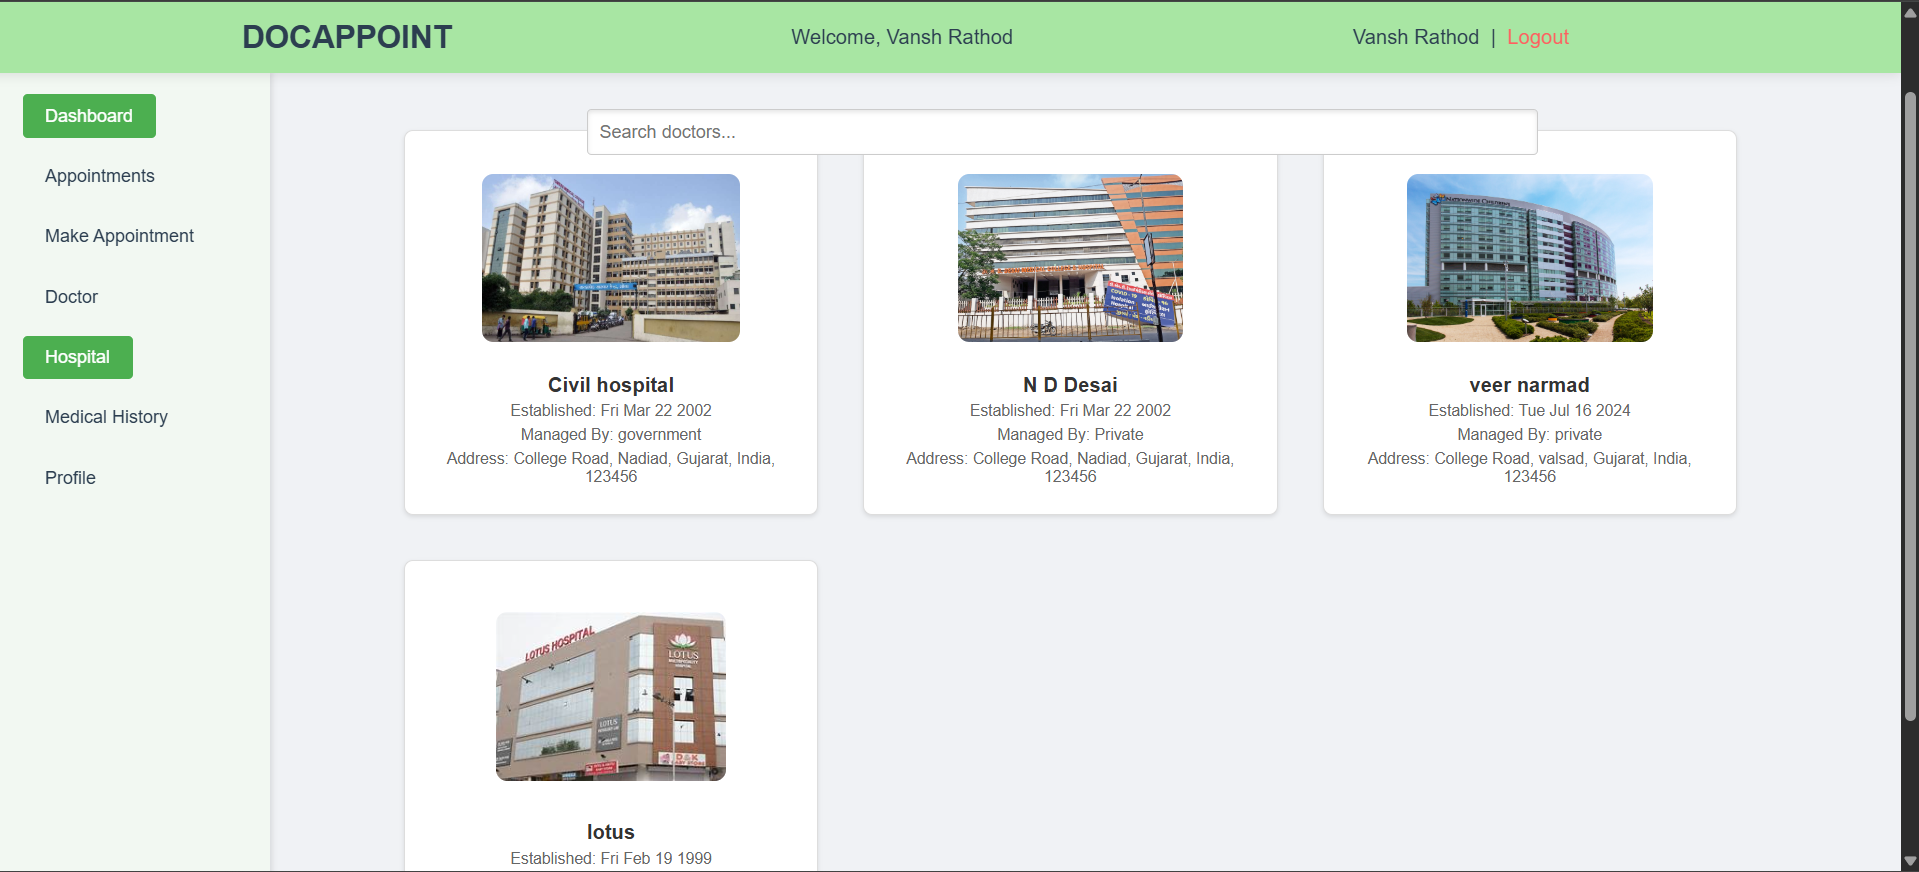 DOCAPPOINT
Welcome, Vansh Rathod
Vansh Rathod | Logout
Dashboard
Appointments
Make Appointment
Doctor
Hospital
Medical History
Profile
Search doctors...
Civil hospital
Established: Fri Mar 22 2002
Managed By: government
Address: College Road, Nadiad, Gujarat, India,
123456
N D Desai
Established: Fri Mar 22 2002
Managed By: Private
Address: College Road, Nadiad, Gujarat, India,
123456
veer narmad
Established: Tue Jul 16 2024
Managed By: private
Address: College Road, valsad, Gujarat, India,
123456
LOTUS HOSPITAL
LOTUS
HOSPITAL
LOTUS
D&K
BABY STORE
lotus
Established: Fri Feb 19 1999